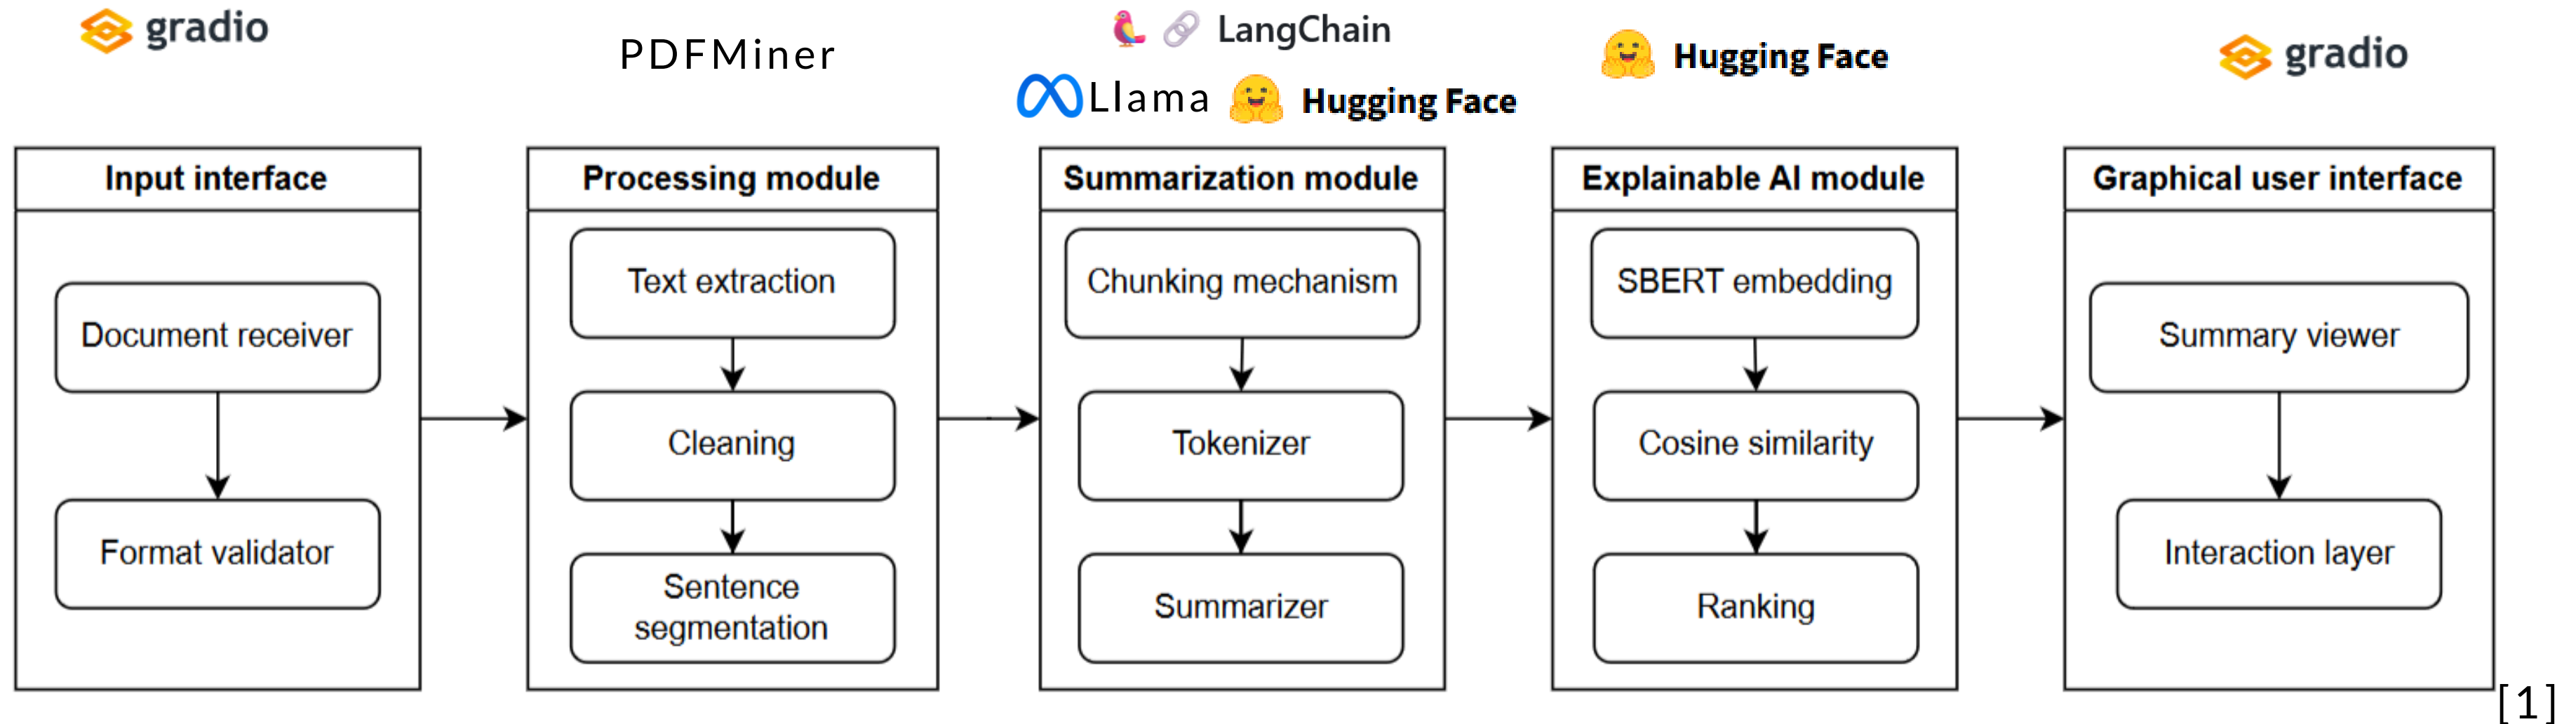 gradio
PDFMiner
LangChain
Llama
Hugging Face
Hugging Face
gradio
Input interface
Document receiver
Format validator
Processing module
Text extraction
Cleaning
Sentence
segmentation
Summarization module
Chunking mechanism
Tokenizer
Summarizer
Explainable AI module
SBERT embedding
Cosine similarity
Ranking
Graphical user interface
Summary viewer
Interaction layer
[1]